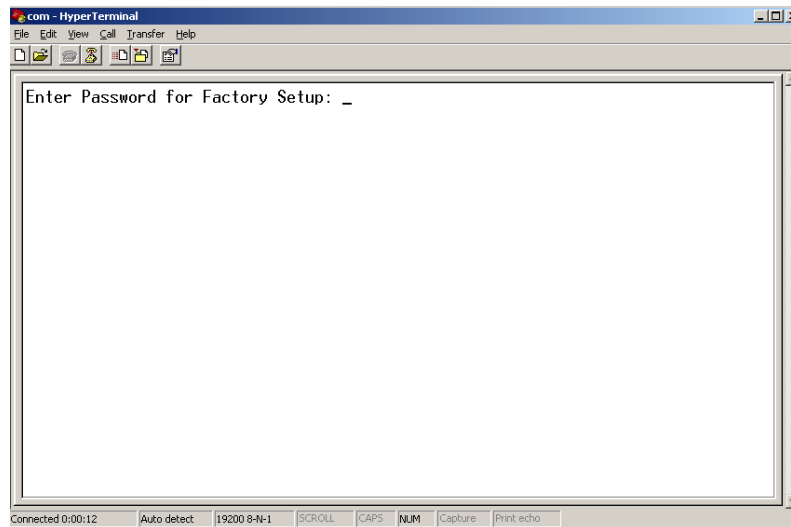 com - HyperTerminal
File Edit View Call Transfer Help
Enter Password for Factory Setup: _
Connected 0:00:12 Auto detect 19200 8-N-1 SCROLL CAPS NUM Capture Print echo